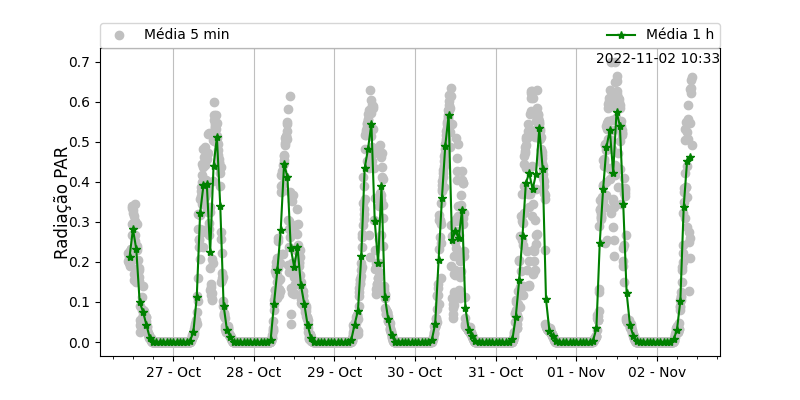 Média 5 min
Média 1 h
2022-11-02 10:33
Radiação PAR
0.7
0.6
0.5
0.4
0.3
0.2
0.1
0.0
27 - Oct
28 - Oct
29 - Oct
30 - Oct
31 - Oct
01 - Nov
02 - Nov